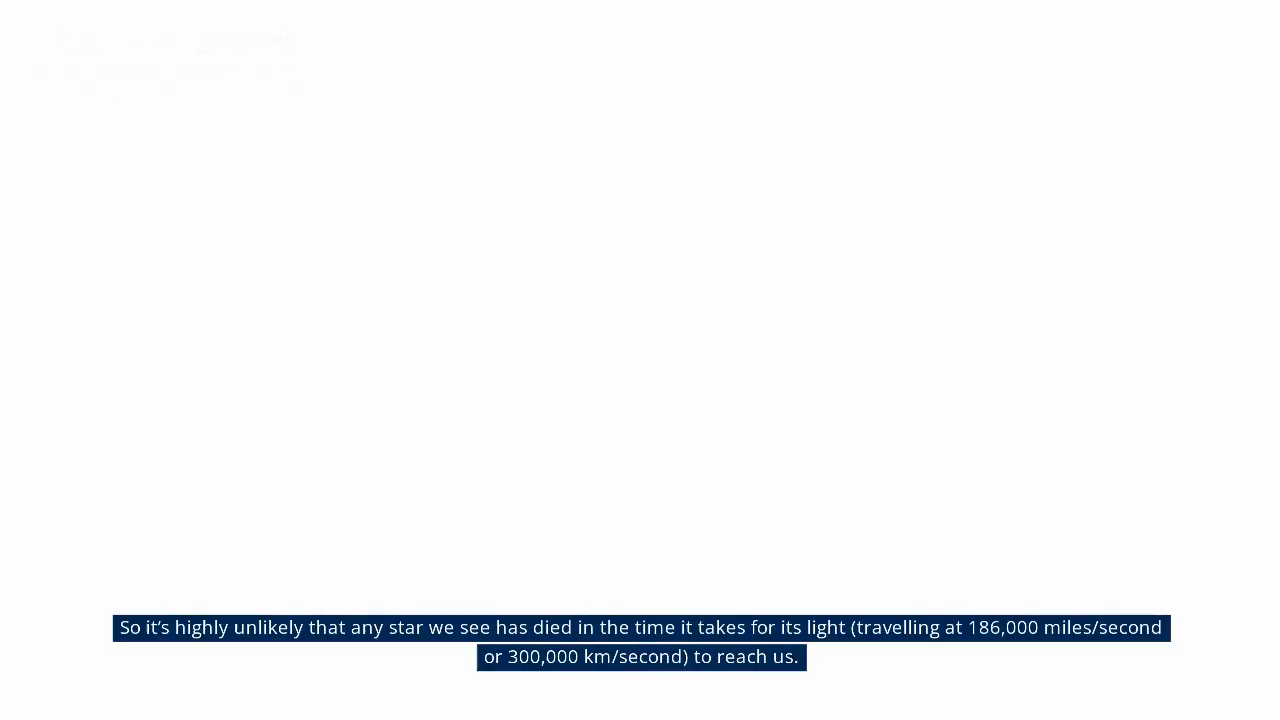 So it’s highly unlikely that any star we see has died in the time it takes for its light (travelling at 186,000 miles/second
or 300,000 km/second) to reach us.